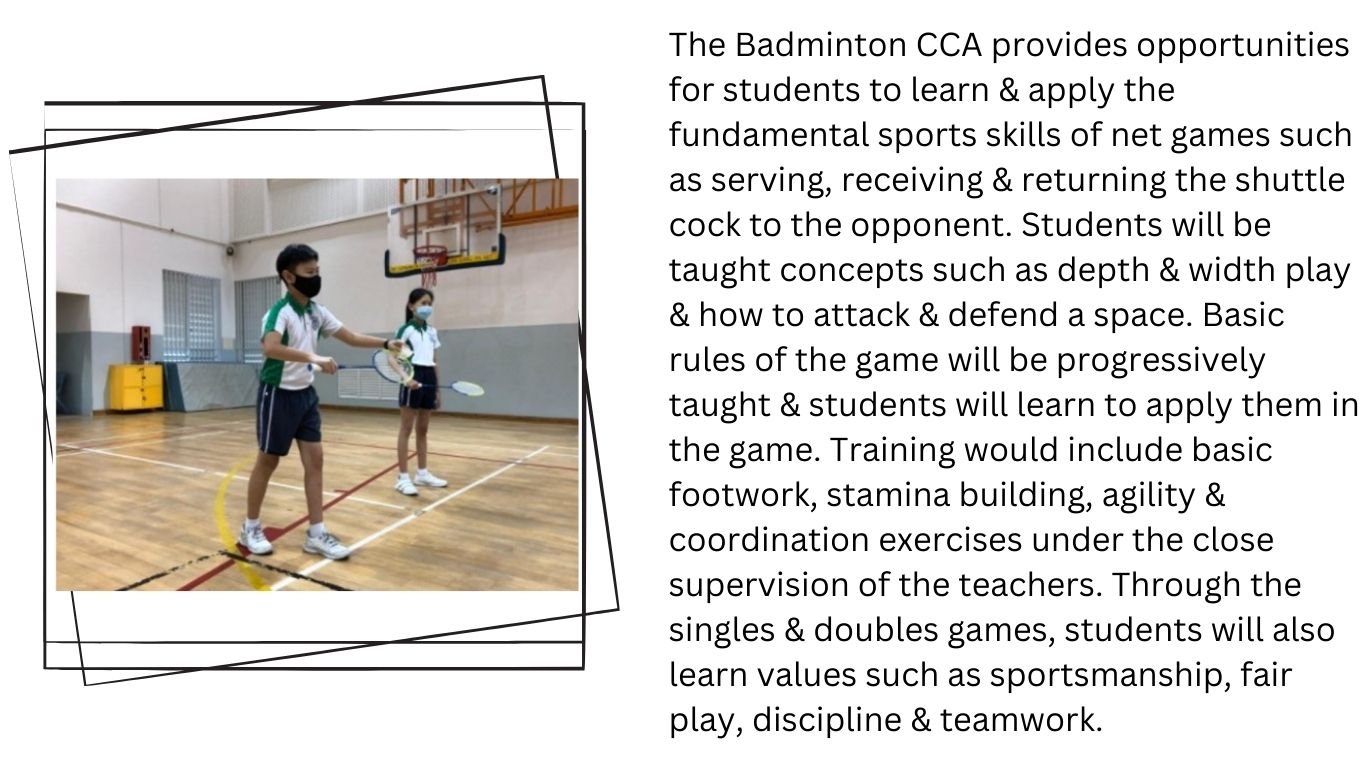 The Badminton CCA provides opportunities
for students to learn & apply the
fundamental sports skills of net games such
as serving, receiving & returning the shuttle
cock to the opponent. Students will be
taught concepts such as depth & width play
& how to attack & defend a space. Basic
rules of the game will be progressively
taught & students will learn to apply them in
the game. Training would include basic
footwork, stamina building, agility &
coordination exercises under the close
supervision of the teachers. Through the
singles & doubles games, students will also
learn values such as sportsmanship, fair
play, discipline & teamwork.